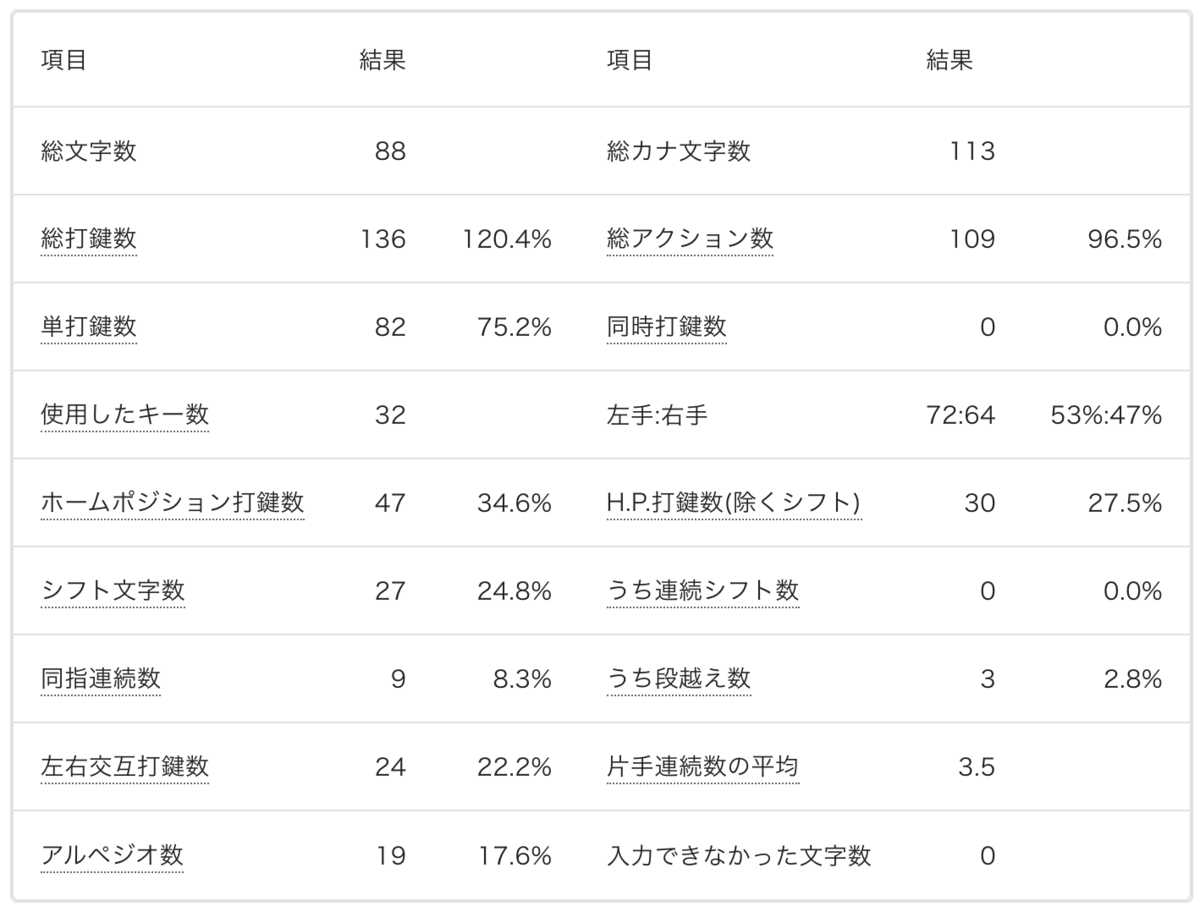 項目 結果 項目 結果
総文字数 88 総カナ文字数 113
総打鍵数 136 120.4% 総アクション数 109 96.5%
単打鍵数 82 75.2% 同時打鍵数 0 0.0%
使用したキー数 32 左手:右手 72:64 53%:47%
ホームポジション打鍵数 47 34.6% H.P.打鍵数(除くシフト) 30 27.5%
シフト文字数 27 24.8% うち連続シフト数 0 0.0%
同指連続数 9 8.3% うち段越え数 3 2.8%
左右交互打鍵数 24 22.2% 片手連続数の平均 3.5
アルペジオ数 19 17.6% 入力できなかった文字数 0